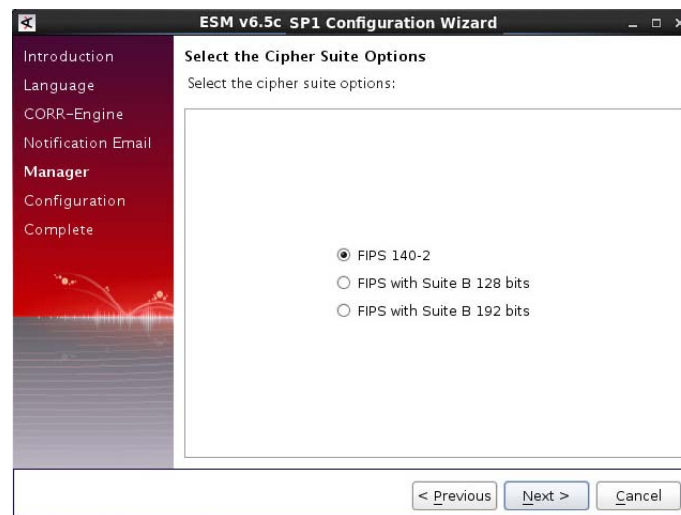 ESM v6.5c SP1 Configuration Wizard
Introduction
Language
CORR-Engine
Notification Email
Manager
Configuration
Complete
Select the Cipher Suite Options
Select the cipher suite options:
FIPS 140-2
FIPS with Suite B 128 bits
FIPS with Suite B 192 bits
< Previous Next > Cancel